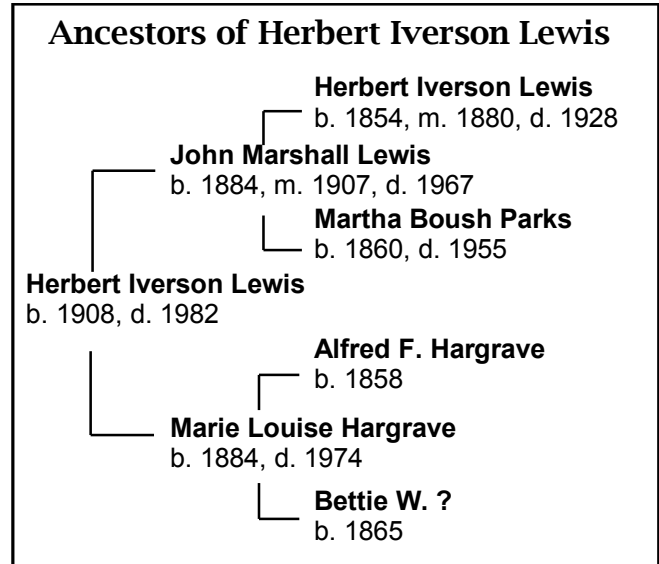 Ancestors of Herbert Iverson Lewis
Herbert Iverson Lewis
b. 1854, m. 1880, d. 1928
John Marshall Lewis
b. 1884, m. 1907, d. 1967
Martha Boush Parks
b. 1860, d. 1955
Herbert Iverson Lewis
b. 1908, d. 1982
Alfred F. Hargrave
b. 1858
Marie Louise Hargrave
b. 1884, d. 1974
Bettie W. ?
b. 1865